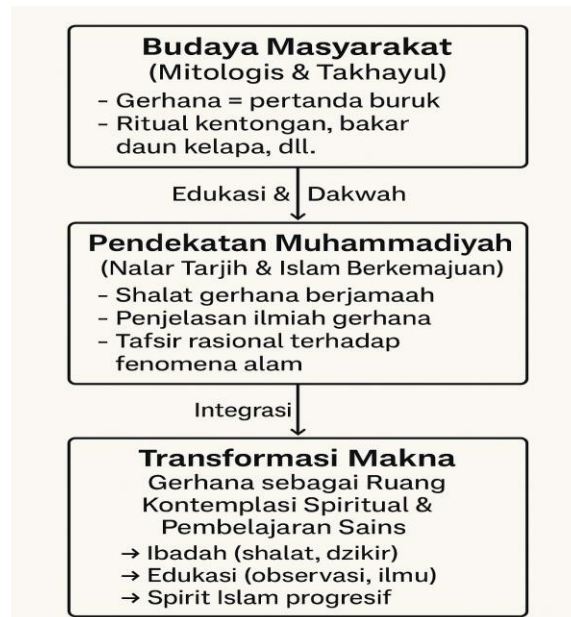 Budaya Masyarakat
(Mitologis & Takhayul)
- Gerhana = pertanda buruk
- Ritual kentongan, bakar
daun kelapa, dll.
Edukasi & Dakwah
Pendekatan Muhammadiyah
(Nalar Tarjih & Islam Berkemajuan)
- Shalat gerhana berjamaah
- Penjelasan ilmiah gerhana
- Tafsir rasional terhadap
fenomena alam
Integrasi
Transformasi Makna
Gerhana sebagai Ruang
Kontemplasi Spiritual &
Pembelajaran Sains
→ Ibadah (shalat, dzikir)
→ Edukasi (observasi, ilmu)
→ Spirit Islam progresif